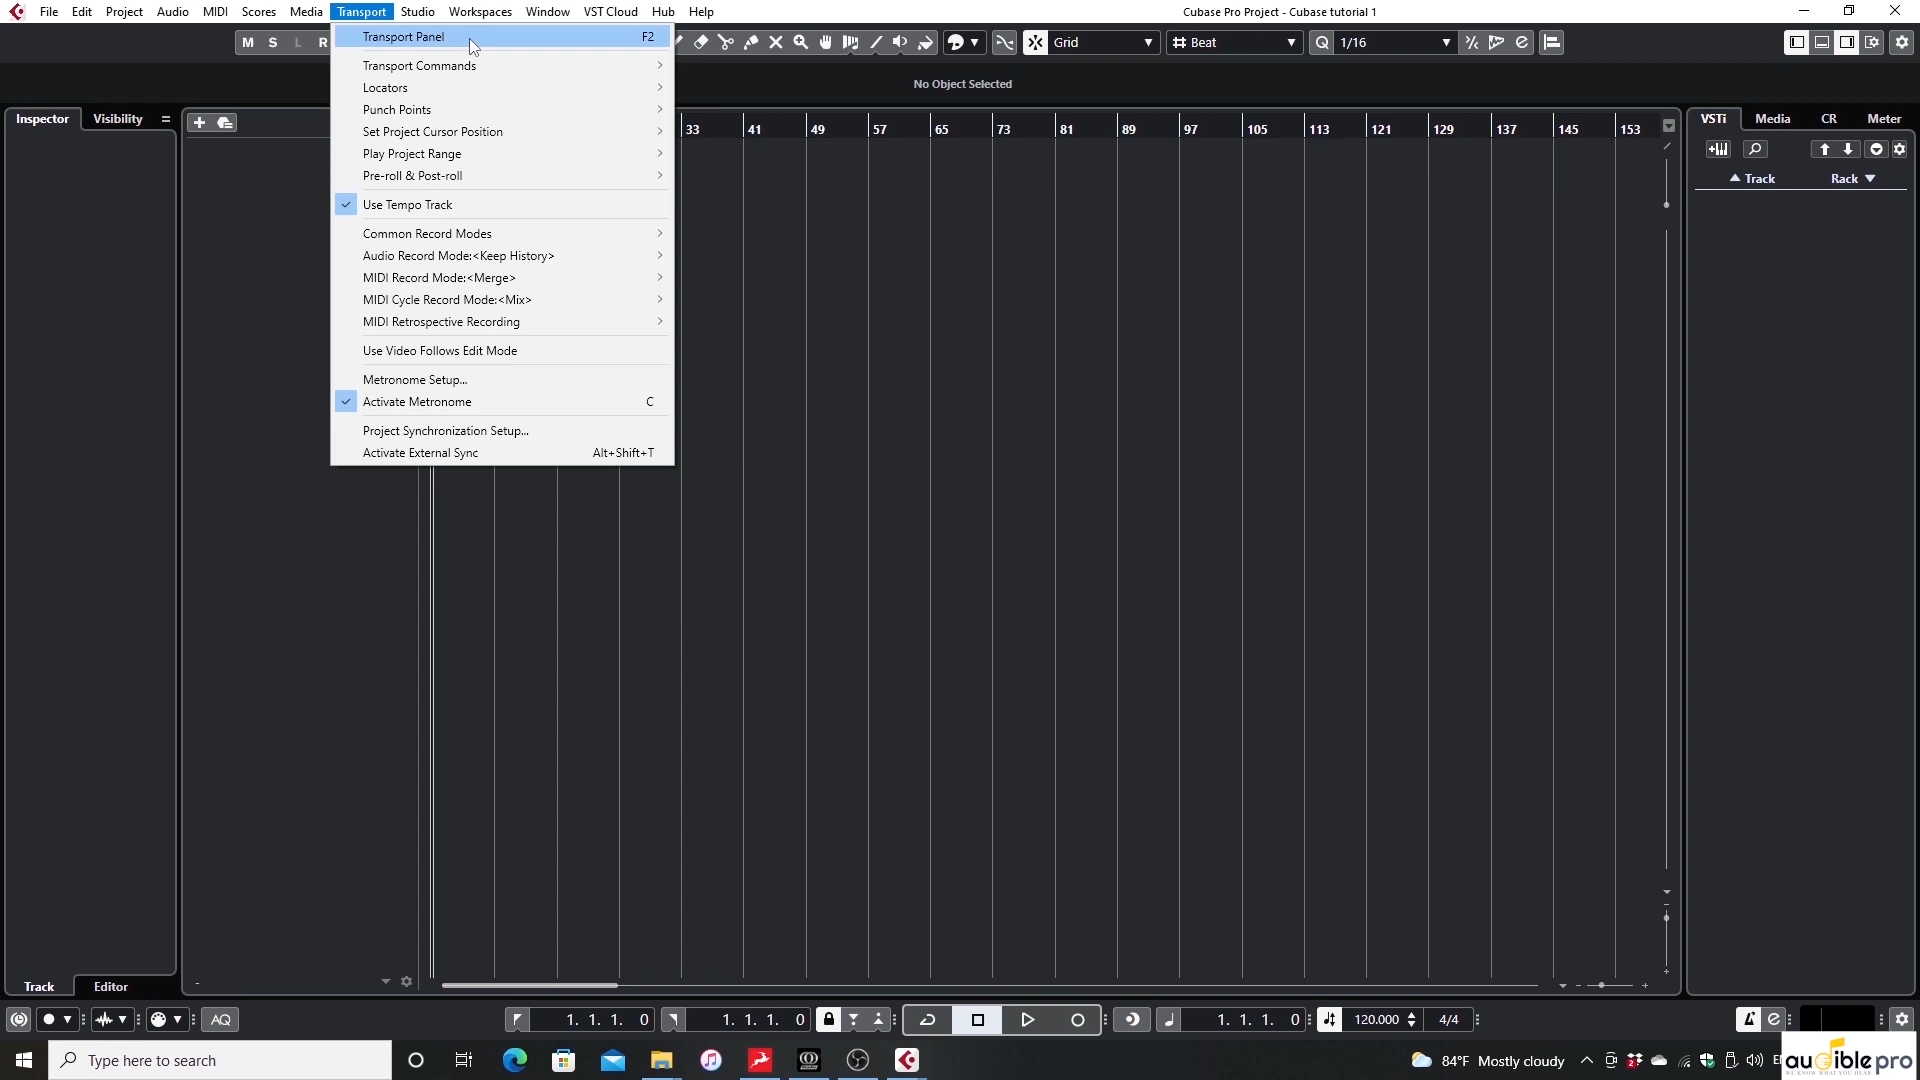 File Edit Project Audio MIDI Scores Media Transport Studio Workspaces Window VST Cloud Hub Help
Cubase Pro Project - Cubase tutorial 1
M S L R
Grid
Beat
Q 1/16
Transport Panel F2
Transport Commands
Locators
Punch Points
Set Project Cursor Position
Play Project Range
Pre-roll & Post-roll
Use Tempo Track
Common Record Modes
Audio Record Mode:<Keep History>
MIDI Record Mode:<Merge>
MIDI Cycle Record Mode:<Mix>
MIDI Retrospective Recording
Use Video Follows Edit Mode
Metronome Setup...
Activate Metronome C
Project Synchronization Setup...
Activate External Sync Alt+Shift+T
No Object Selected
Inspector Visibility
33 41 49 57 65 73 81 89 97 105 113 121 129 137 145 153
VSTi Media CR Meter
Track Rack
Track Editor
AQ
1. 1. 1. 0
1. 1. 1. 0
1. 1. 1. 0
120.000
4/4
Type here to search
84°F Mostly cloudy
audiblepro
WE KNOW WHAT YOU HEAR